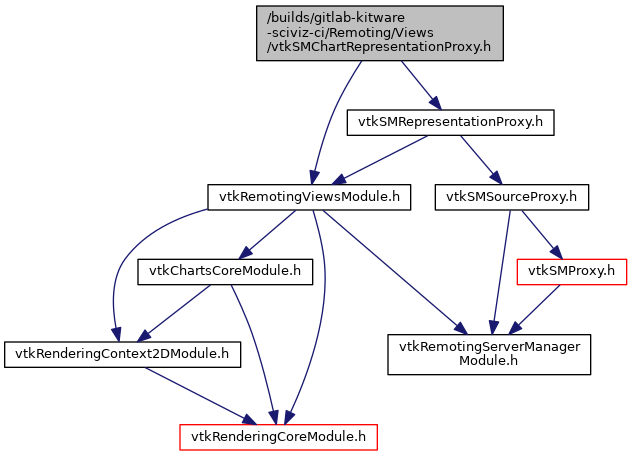 /builds/gitlab-kitware
-sciviz-ci/Remoting/Views
/vtkSMChartRepresentationProxy.h
vtkSMRepresentationProxy.h
vtkRemotingViewsModule.h
vtkSMSourceProxy.h
vtkChartsCoreModule.h
vtkSMProxy.h
vtkRenderingContext2DModule.h
vtkRemotingServerManager
Module.h
vtkRenderingCoreModule.h